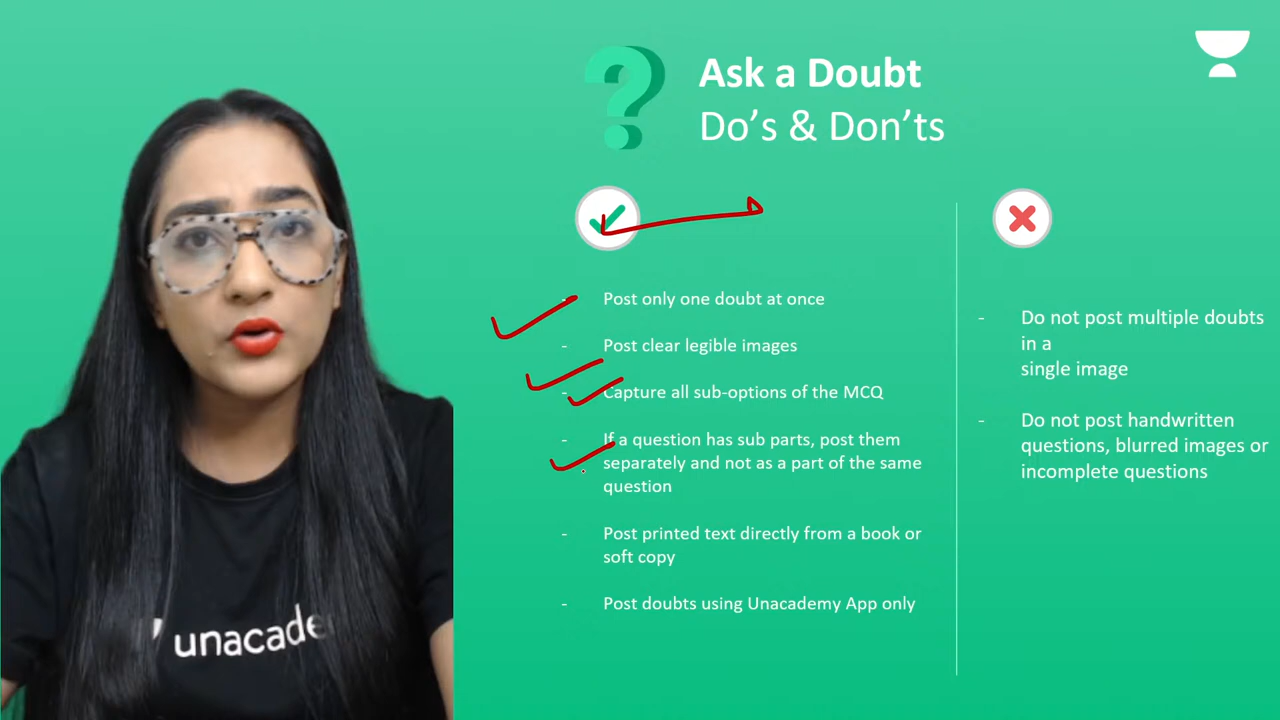 Ask a Doubt
Do’s & Don’ts
- Post only one doubt at once
- Post clear legible images
- Capture all sub-options of the MCQ
- If a question has sub parts, post them
separately and not as a part of the same
question
- Post printed text directly from a book or
soft copy
- Post doubts using Unacademy App only
- Do not post multiple doubts
in a
single image
- Do not post handwritten
questions, blurred images or
incomplete questions
unacade